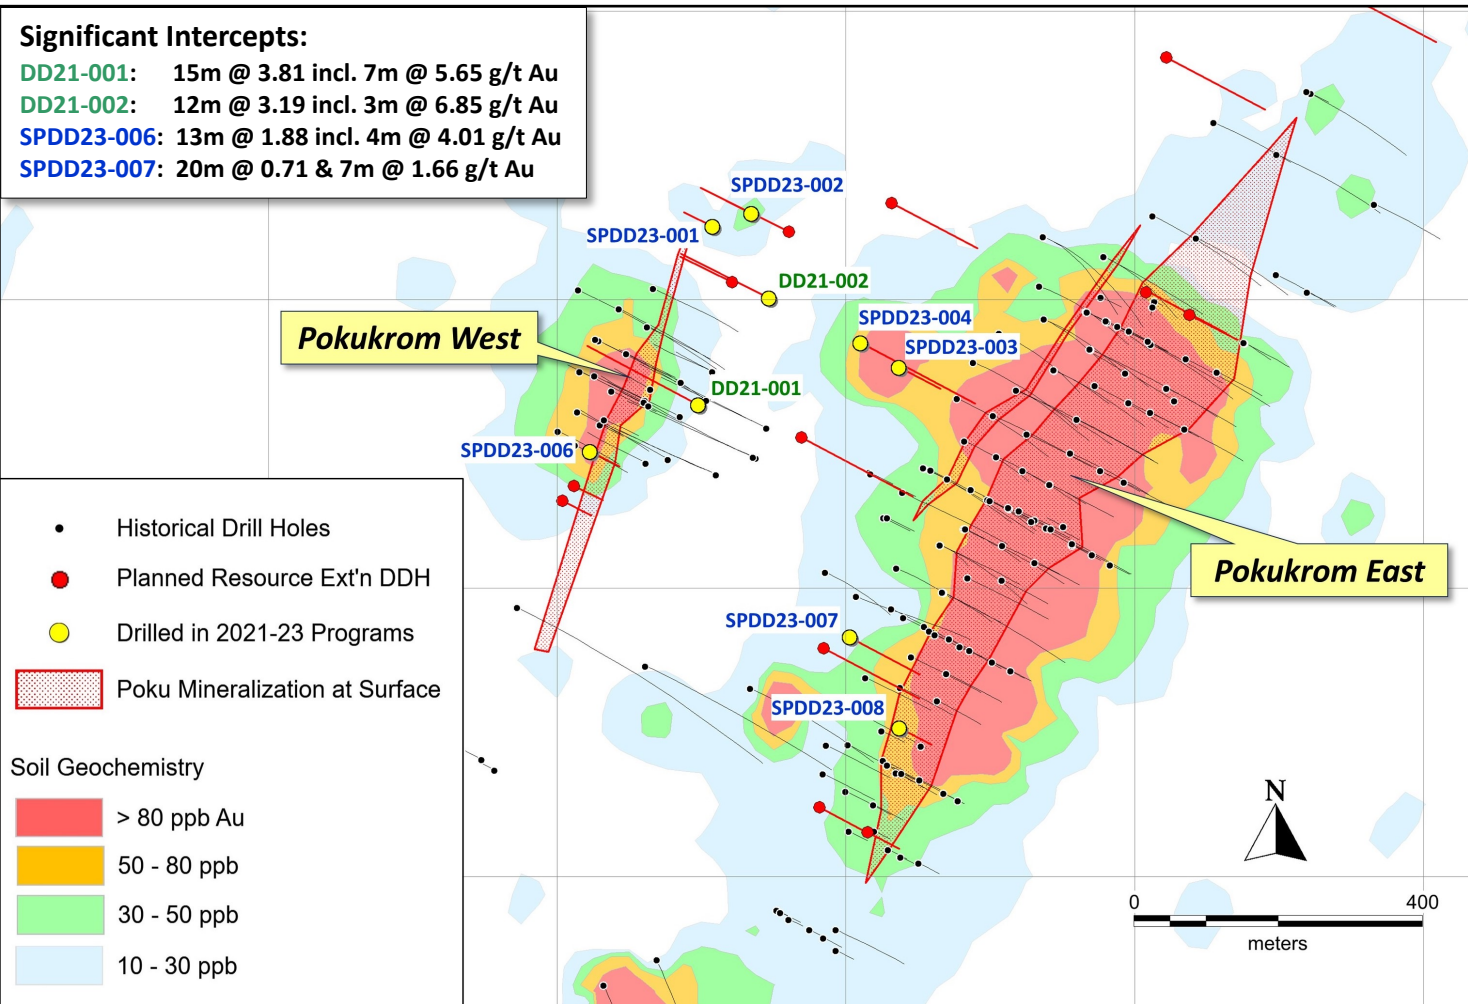 Significant Intercepts:
DD21-001: 15m @ 3.81 incl. 7m @ 5.65 g/t Au
DD21-002: 12m @ 3.19 incl. 3m @ 6.85 g/t Au
SPDD23-006: 13m @ 1.88 incl. 4m @ 4.01 g/t Au
SPDD23-007: 20m @ 0.71 & 7m @ 1.66 g/t Au
SPDD23-002
SPDD23-001
DD21-002
SPDD23-004
SPDD23-003
Pokukrom West
DD21-001
SPDD23-006
Pokukrom East
SPDD23-007
SPDD23-008
Historical Drill Holes
Planned Resource Ext'n DDH
Drilled in 2021-23 Programs
Poku Mineralization at Surface
Soil Geochemistry
> 80 ppb Au
50 - 80 ppb
30 - 50 ppb
10 - 30 ppb
N
0 400
meters